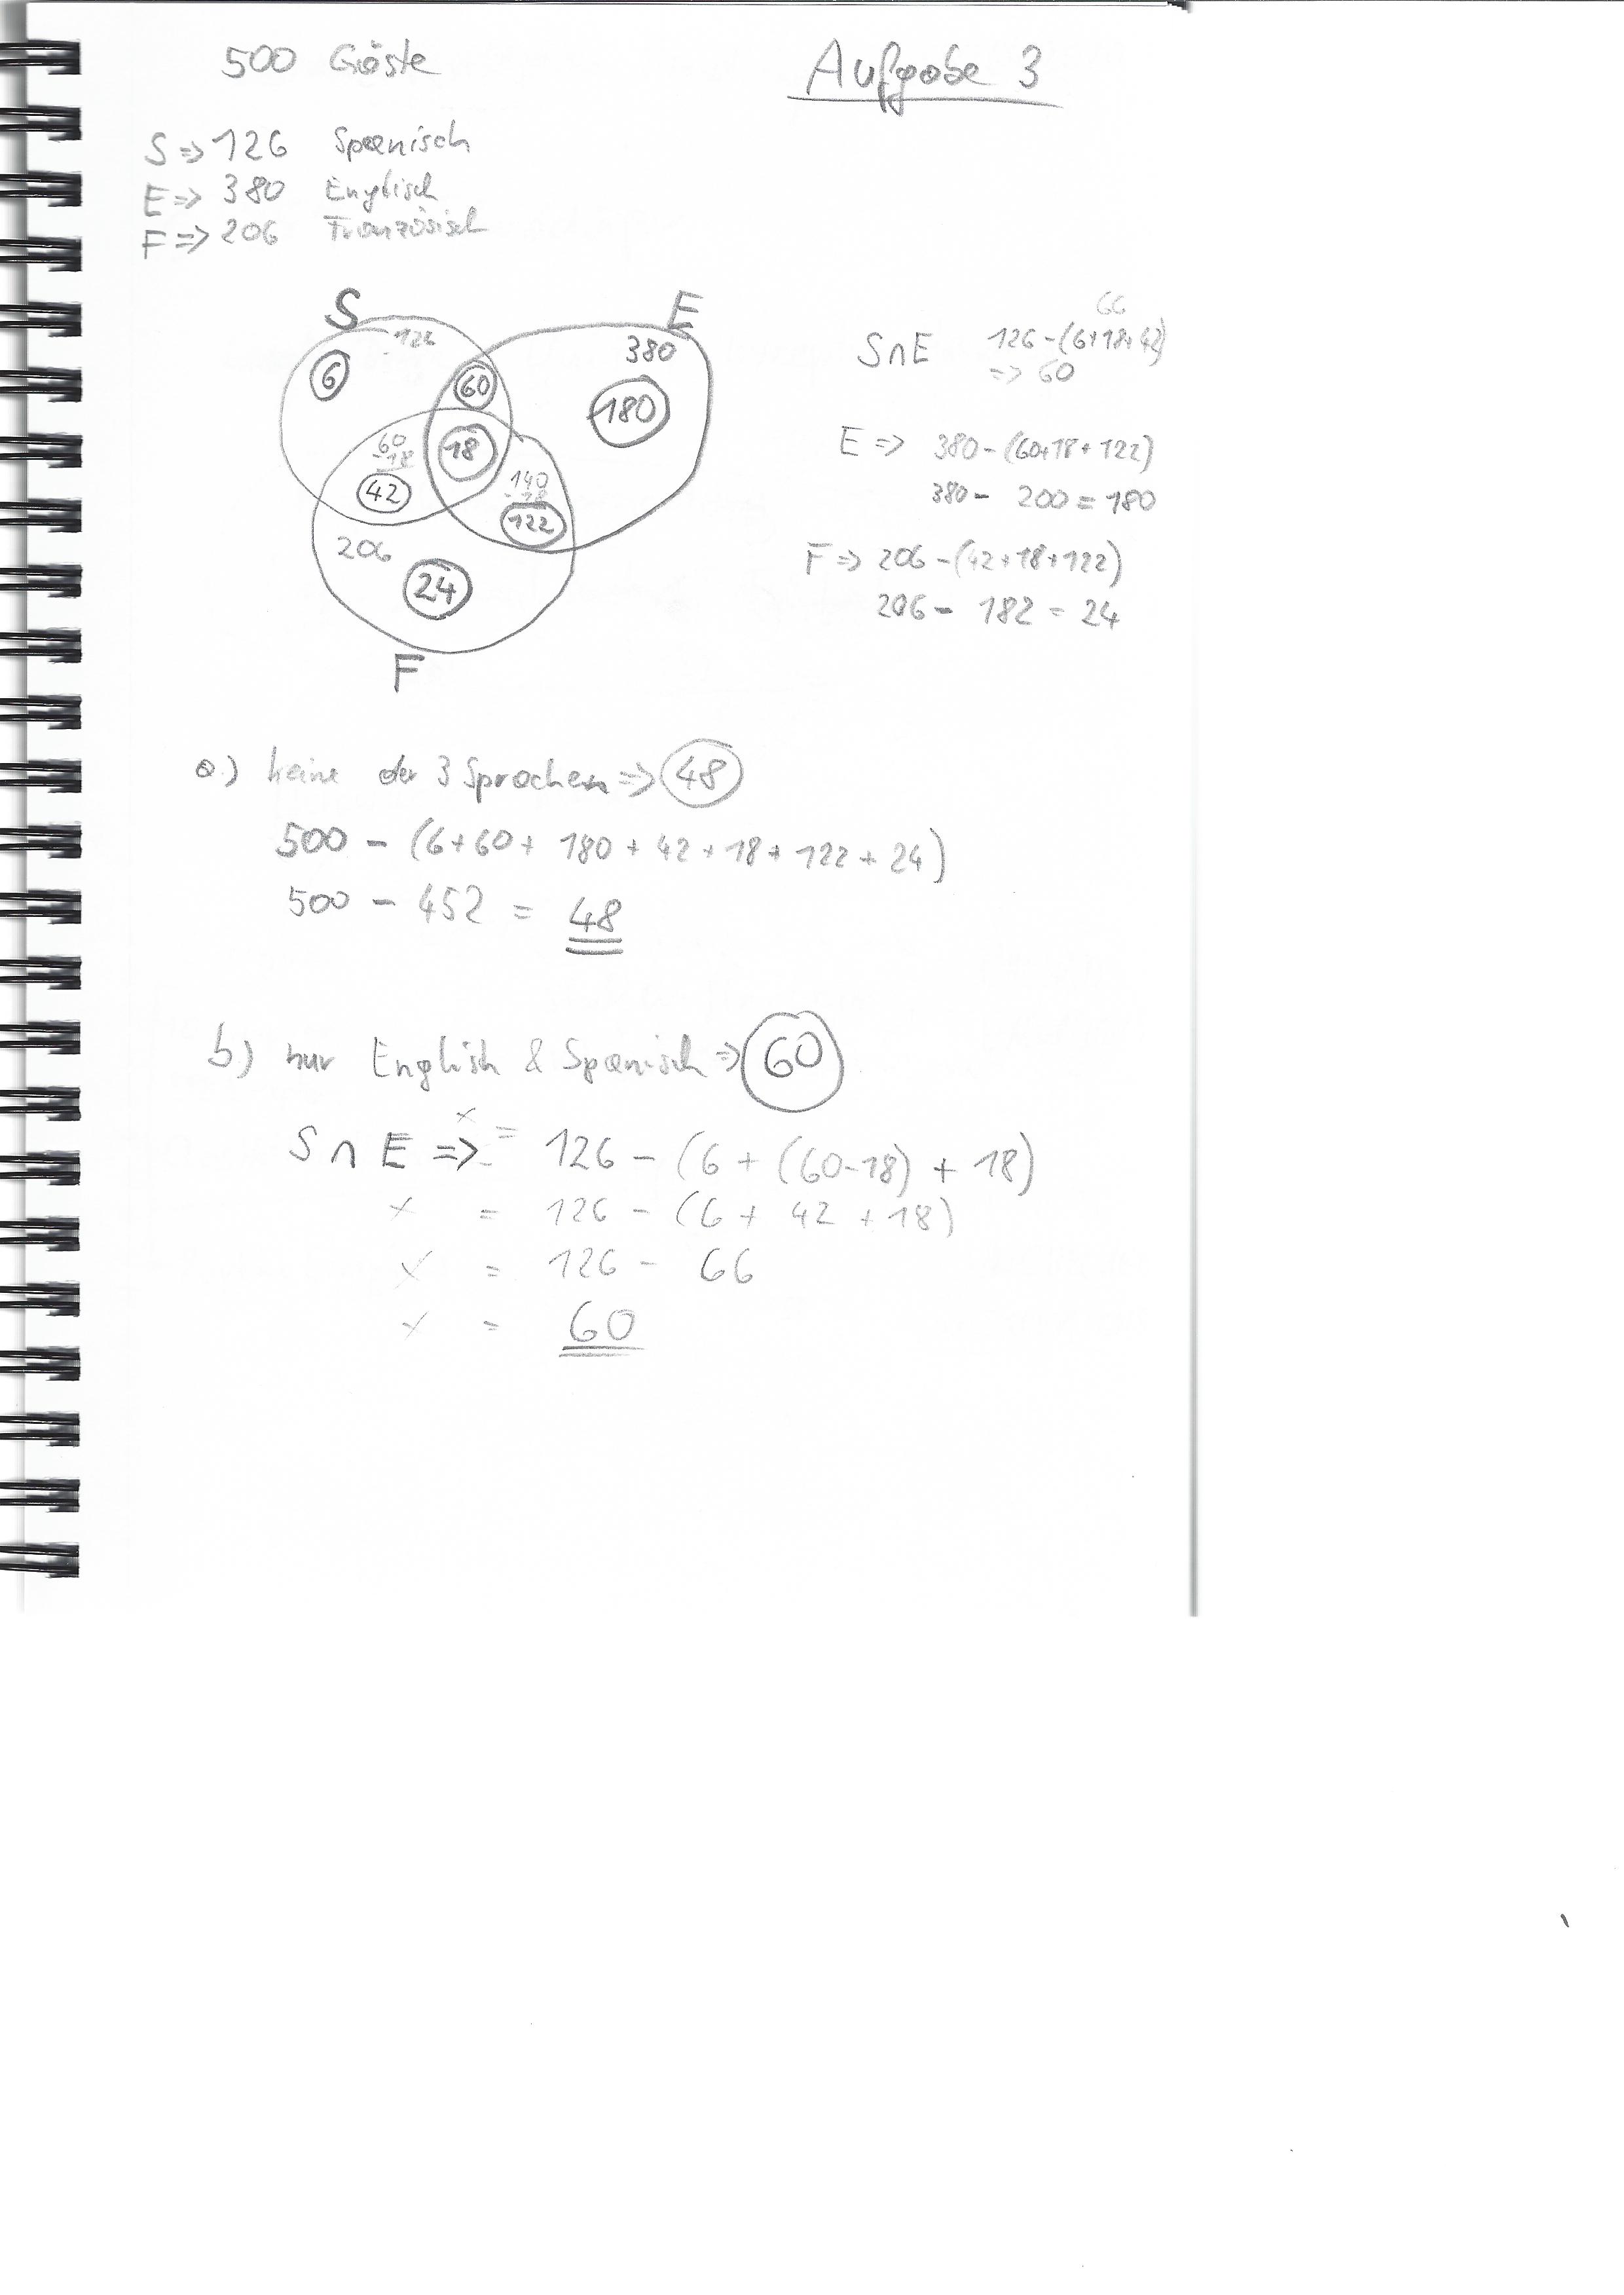 500 Gäste
Aufgabe 3
S => 126 Spanisch
E => 380 Englisch
F => 206 Französisch
S
E
126
380
6
60
180
60
- 18
18
42
140
- 18
122
206
24
F
66
S∩E 126-(6+18+42)
=> 60
E => 380-(60+18+122)
380- 200 = 180
F => 206-(42+18+122)
206- 182 = 24
a.) keine der 3 Sprachen => 48
500 - (6+60+ 180 + 42 + 18 + 122 + 24)
500 - 452 = 48
b) nur Englisch & Spanisch => 60
S ∩ E => x = 126 - (6 + (60-18) + 18)
x = 126 - (6 + 42 + 18)
x = 126 - 66
x = 60